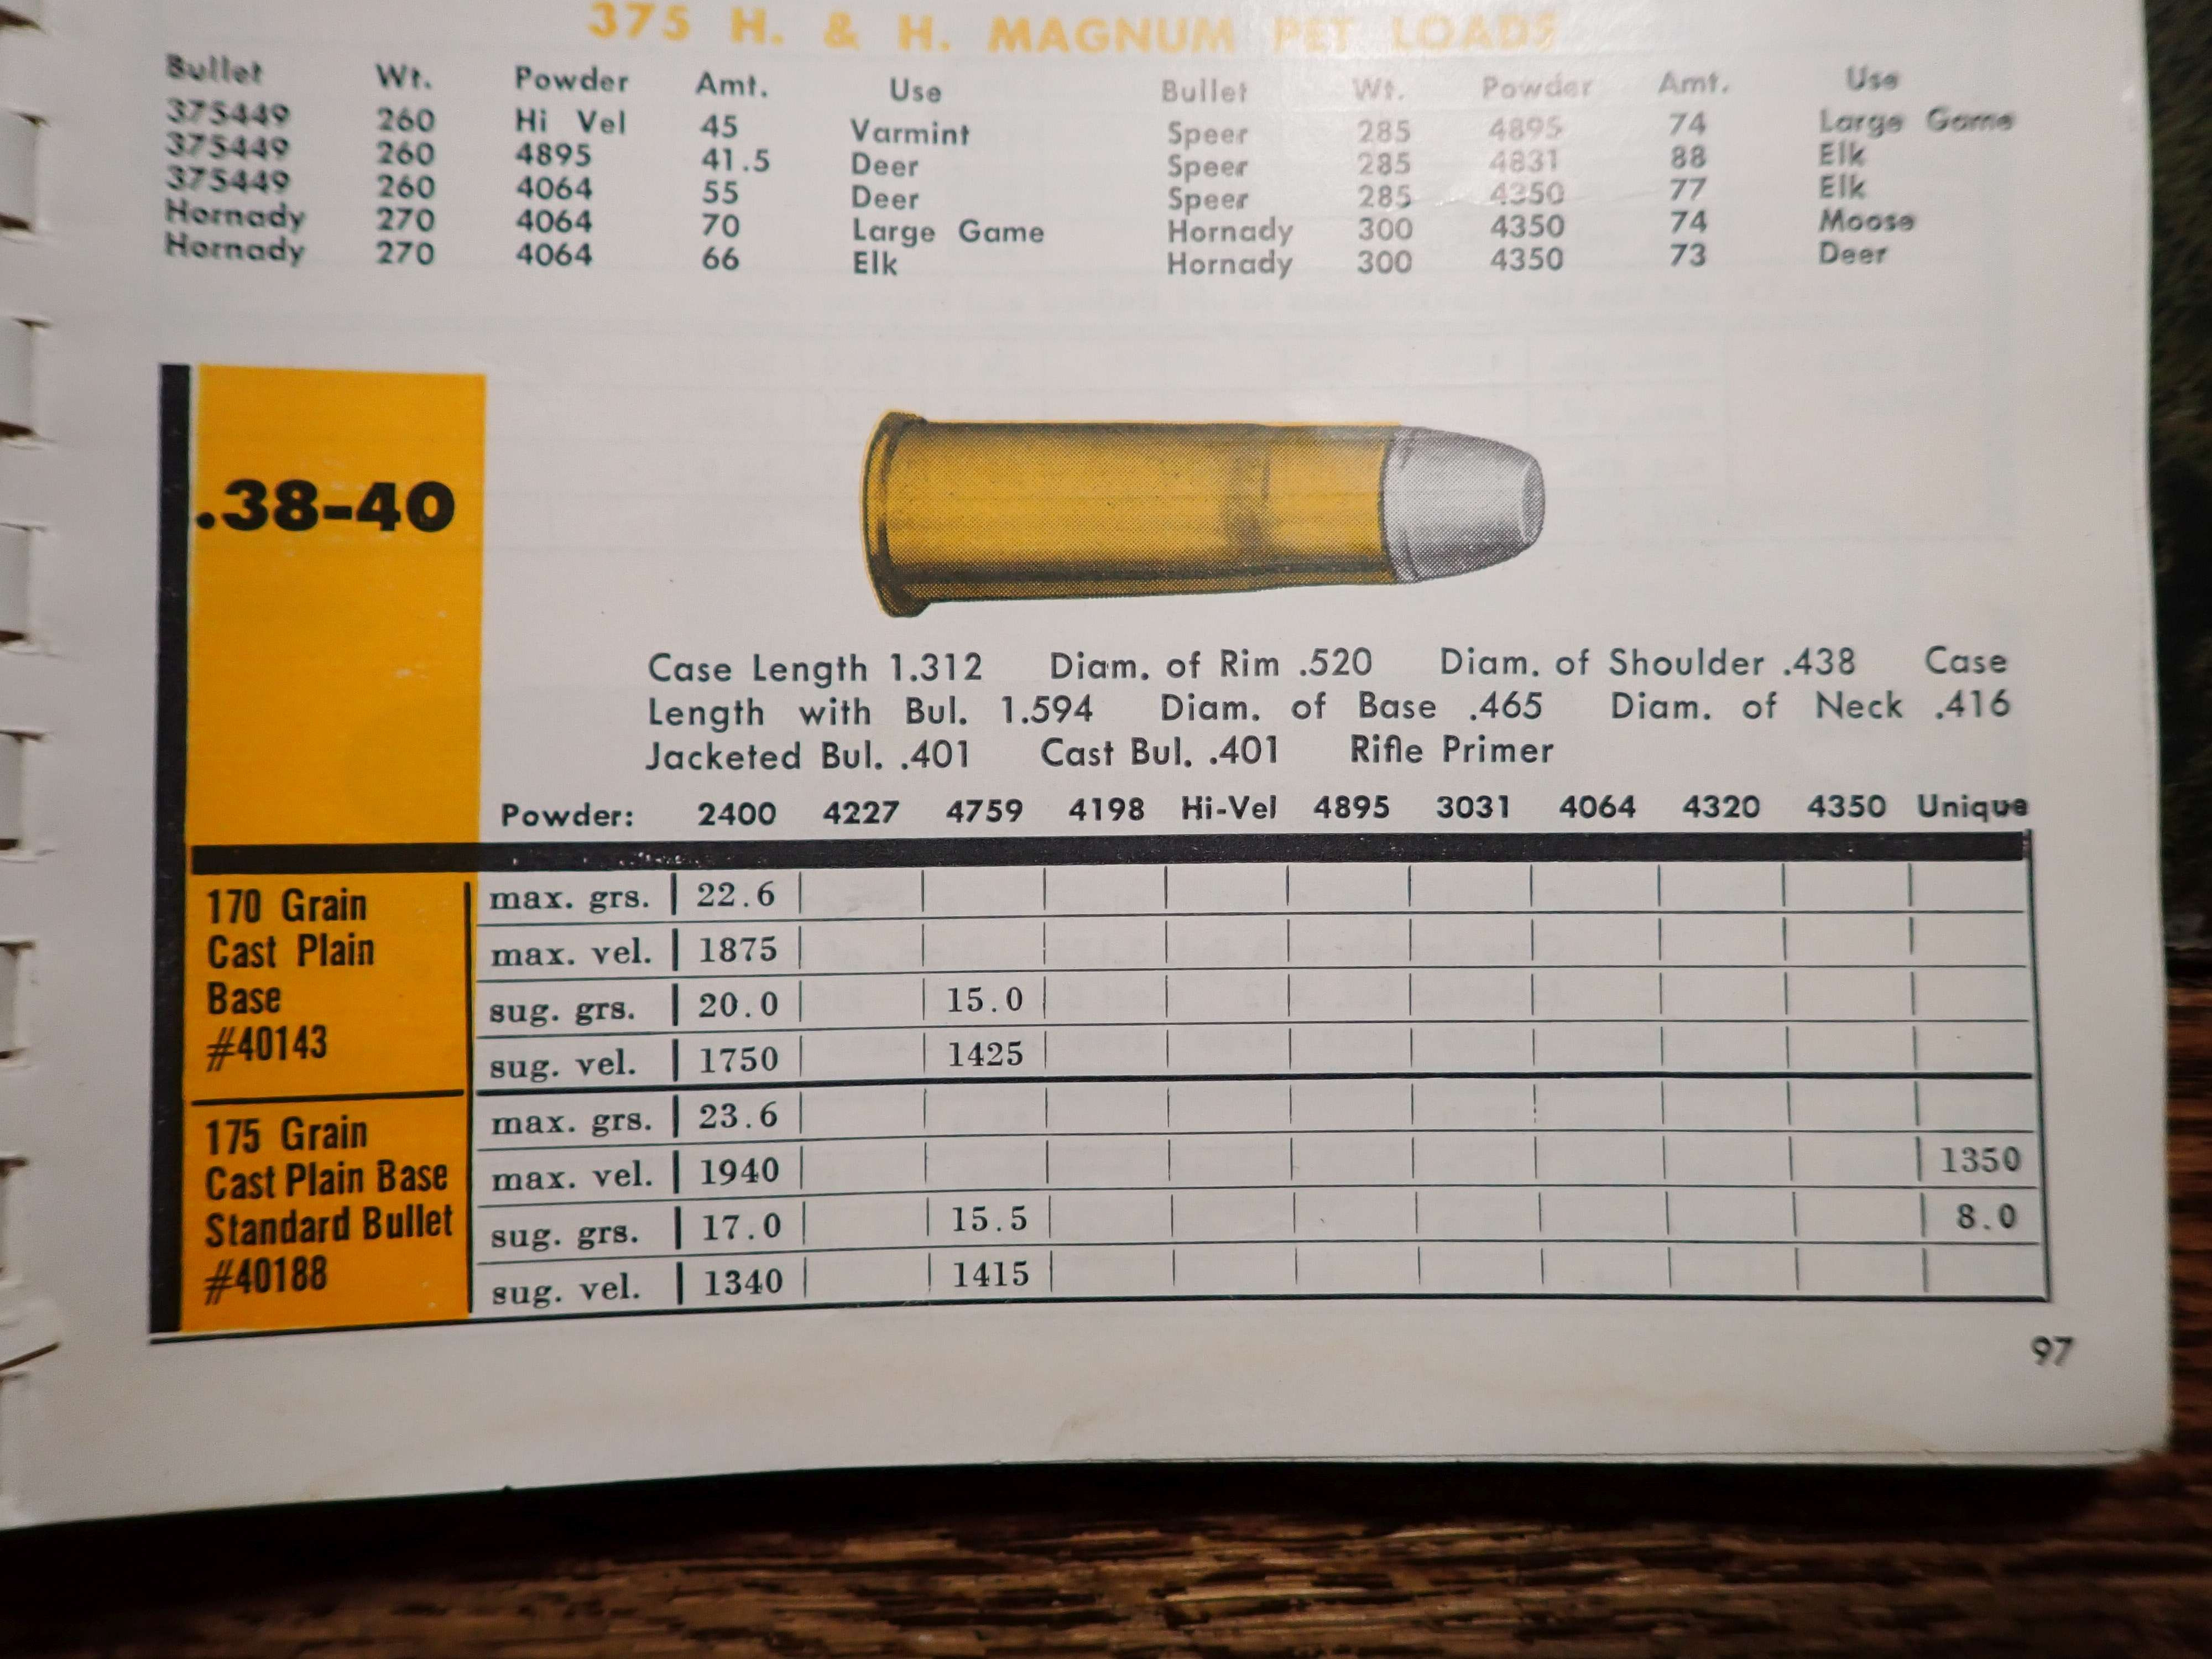 375 H. & H. MAGNUM PET LOADS
Bullet Wt. Powder Amt. Use Bullet Wt. Powder Amt. Use
375449 260 Hi Vel 45 Varmint Speer 285 4895 74 Large Game
375449 260 4895 41.5 Deer Speer 285 4831 88 Elk
375449 260 4064 55 Deer Speer 285 4350 77 Elk
Hornady 270 4064 70 Large Game Hornady 300 4350 74 Moose
Hornady 270 4064 66 Elk Hornady 300 4350 73 Deer
.38-40
Case Length 1.312 Diam. of Rim .520 Diam. of Shoulder .438 Case
Length with Bul. 1.594 Diam. of Base .465 Diam. of Neck .416
Jacketed Bul. .401 Cast Bul. .401 Rifle Primer
Powder: 2400 4227 4759 4198 Hi-Vel 4895 3031 4064 4320 4350 Unique
170 Grain
Cast Plain
Base
#40143
max. grs. 22.6
max. vel. 1875
sug. grs. 20.0 15.0
sug. vel. 1750 1425
175 Grain
Cast Plain Base
Standard Bullet
#40188
max. grs. 23.6
max. vel. 1940 1350
sug. grs. 17.0 15.5 8.0
sug. vel. 1340 1415
97